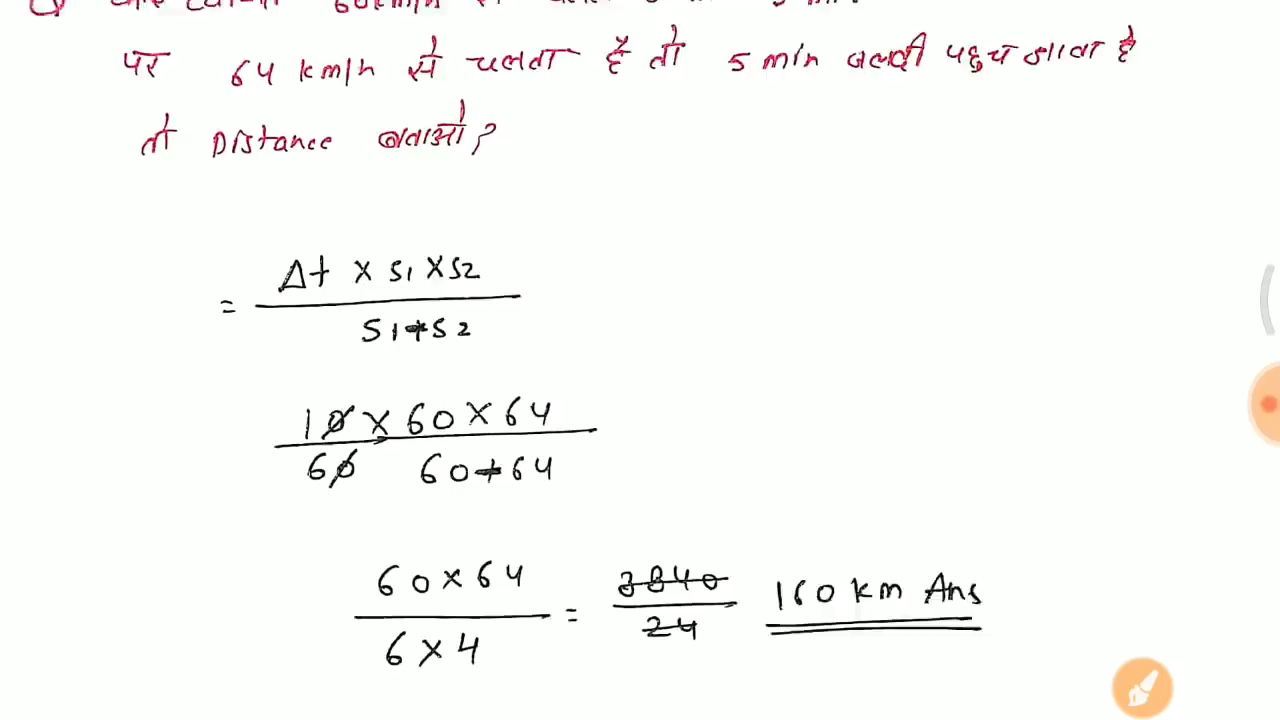 60km/h
पर 64 km/h से चलता है तो 5 min जल्दी पहुच जाता है
तो Distance बताओ?
= Δt × S1 × S2
S1+S2
10 × 60 × 64
60 60+64
60 × 64 = 3840 160 km Ans
6 × 4 24